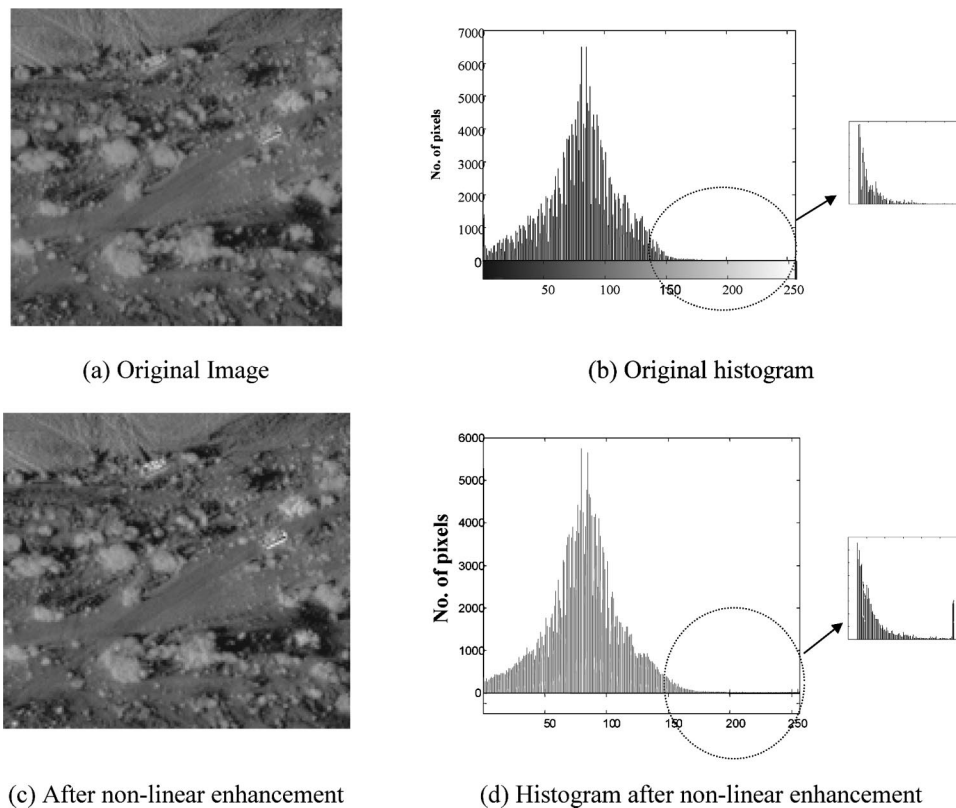 7000
6000
5000
4000
3000
2000
1000
0
No. of pixels
50 100 150 200 250
(a) Original Image
(b) Original histogram
6000
5000
4000
3000
2000
1000
0
No. of pixels
50 100 150 200 250
(c) After non-linear enhancement
(d) Histogram after non-linear enhancement